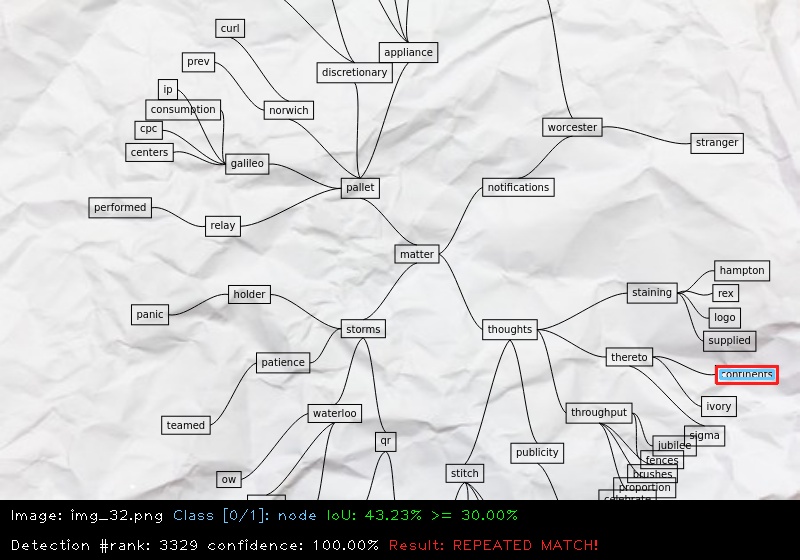 curl
appliance
prev
discretionary
ip
consumption
norwich
cpc
worcester
stranger
centers
galileo
pallet
notifications
performed
relay
matter
hampton
staining
rex
holder
panic
logo
storms
thoughts
supplied
patience
thereto
continents
ivory
waterloo
throughput
teamed
sigma
qr
jubilee
publicity
fences
stitch
brushes
ow
proportion
celebrate
Image: img_32.png Class [0/1]: node IoU: 43.23% >= 30.00%
Detection #rank: 3329 confidence: 100.00% Result: REPEATED MATCH!